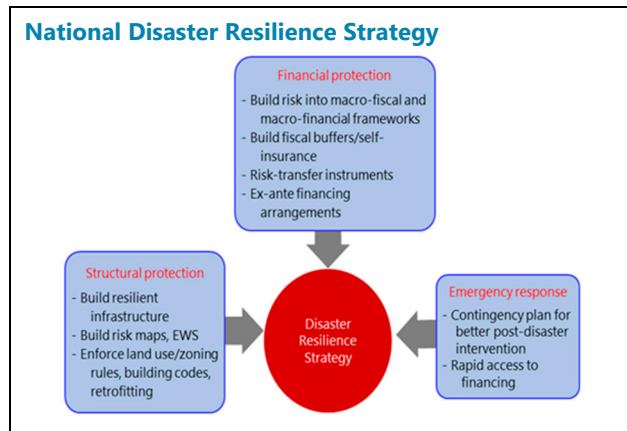 National Disaster Resilience Strategy
Financial protection
- Build risk into macro-fiscal and
macro-financial frameworks
- Build fiscal buffers/self-
insurance
- Risk-transfer instruments
- Ex-ante financing
arrangements
Structural protection
- Build resilient
infrastructure
- Build risk maps, EWS
- Enforce land use/zoning
rules, building codes,
retrofitting
Disaster
Resilience
Strategy
Emergency response
- Contingency plan for
better post-disaster
intervention
- Rapid access to
financing